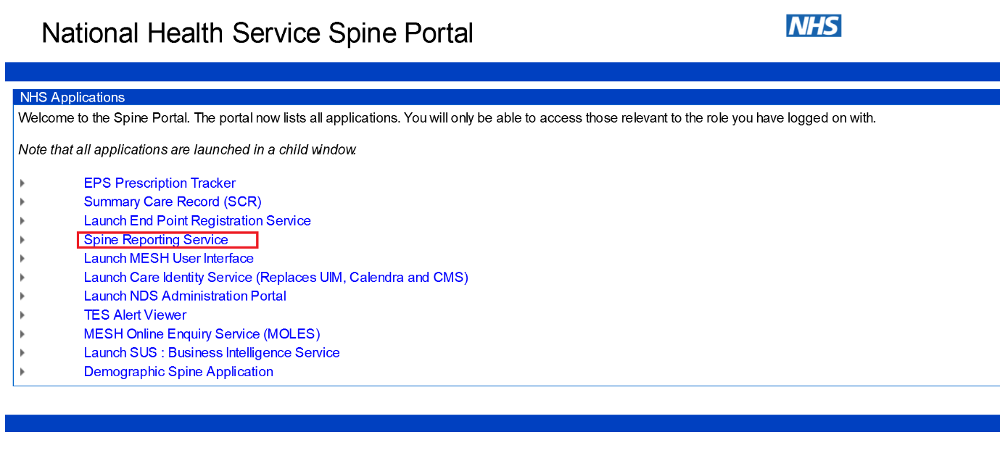 National Health Service Spine Portal
NHS
NHS Applications
Welcome to the Spine Portal. The portal now lists all applications. You will only be able to access those relevant to the role you have logged on with.
Note that all applications are launched in a child window.
EPS Prescription Tracker
Summary Care Record (SCR)
Launch End Point Registration Service
Spine Reporting Service
Launch MESH User Interface
Launch Care Identity Service (Replaces UIM, Calendra and CMS)
Launch NDS Administration Portal
TES Alert Viewer
MESH Online Enquiry Service (MOLES)
Launch SUS : Business Intelligence Service
Demographic Spine Application